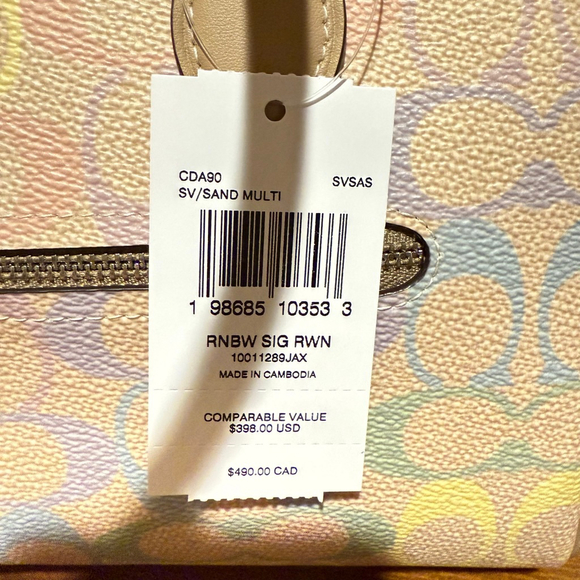 CDA90 SVSAS
SV/SAND MULTI
1 98685 10353 3
RNBW SIG RWN
10011289JAX
MADE IN CAMBODIA
COMPARABLE VALUE
$398.00 USD
$490.00 CAD